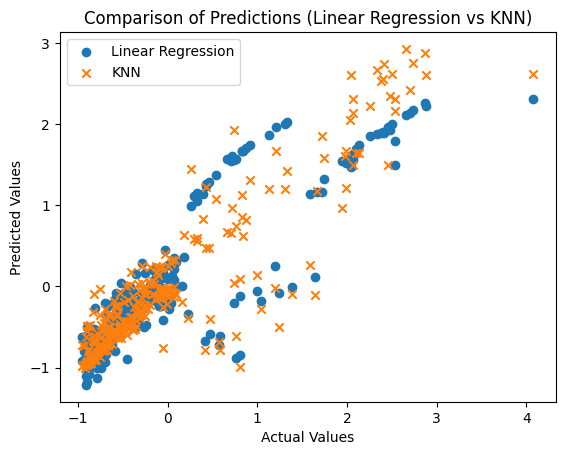 Comparison of Predictions (Linear Regression vs KNN)
Linear Regression
KNN
Predicted Values
3
2
1
0
−1
−1
0
1
2
3
4
Actual Values